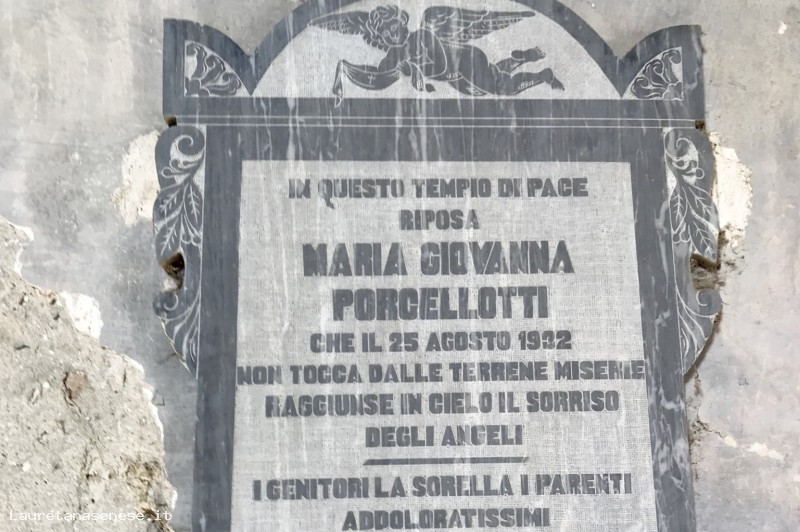 IN QUESTO TEMPIO DI PACE
RIPOSA
MARIA GIOVANNA
PORCELLOTTI
CHE IL 25 AGOSTO 1932
NON TOCCA DALLE TERRENE MISERIE
RAGGIUNSE IN CIELO IL SORRISO
DEGLI ANGELI
I GENITORI LA SORELLA I PARENTI
ADDOLORATISSIMI
Lauretanasenese.it